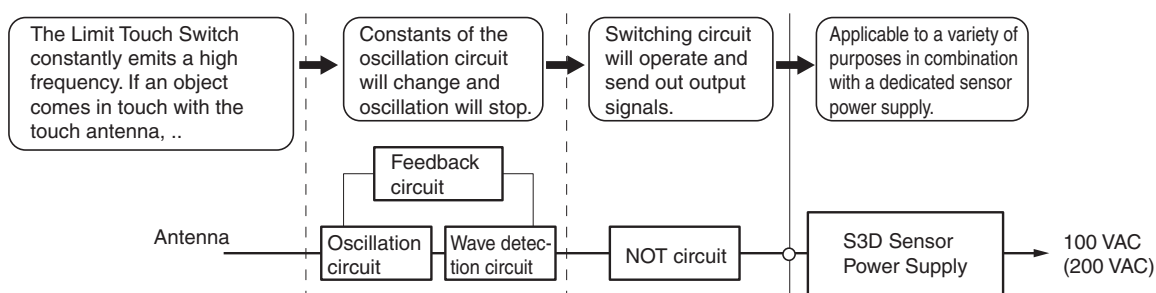 The Limit Touch Switch
constantly emits a high
frequency. If an object
comes in touch with the
touch antenna, ..
Constants of the
oscillation circuit
will change and
oscillation will stop.
Switching circuit
will operate and
send out output
signals.
Applicable to a variety of
purposes in combination
with a dedicated sensor
power supply.
Feedback
circuit
Antenna
Oscillation
circuit
Wave detec-
tion circuit
NOT circuit
S3D Sensor
Power Supply
100 VAC
(200 VAC)